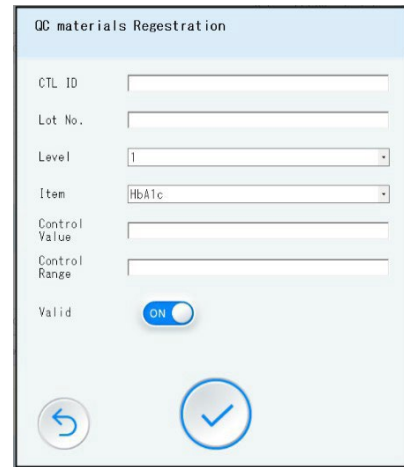 QC materials Regestration
CTL ID
Lot No.
Level 1
Item HbA1c
Control
Value
Control
Range
Valid ON